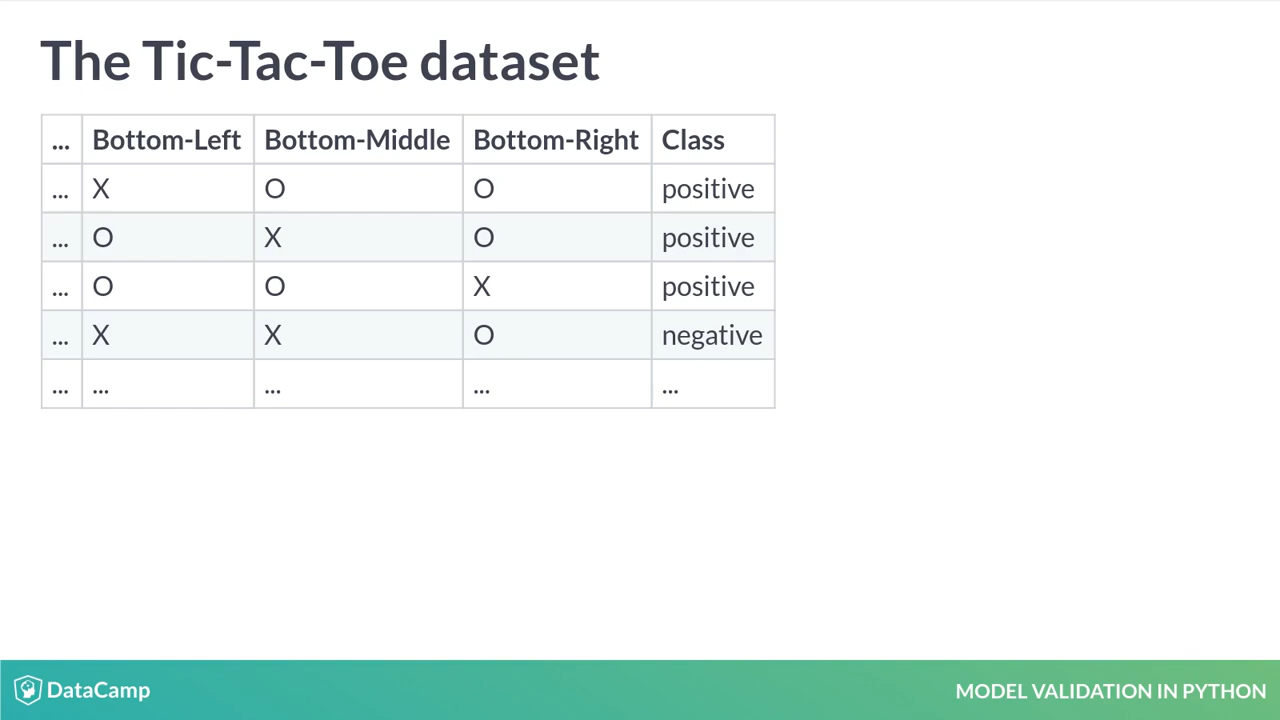 The Tic-Tac-Toe dataset
... Bottom-Left Bottom-Middle Bottom-Right Class
... X O O positive
... O X O positive
... O O X positive
... X X O negative
... ... ... ... ...
DataCamp MODEL VALIDATION IN PYTHON